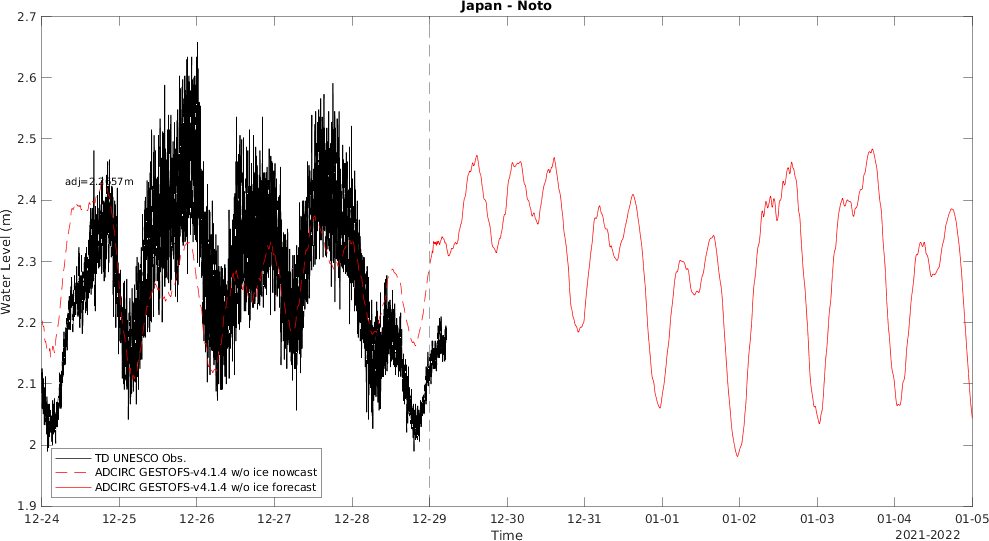 Japan - Noto
2.7
2.6
2.5
2.4
2.3
2.2
2.1
2
1.9
Water Level (m)
adj=2.2657m
TD UNESCO Obs.
ADCIRC GESTOFS-v4.1.4 w/o ice nowcast
ADCIRC GESTOFS-v4.1.4 w/o ice forecast
12-24 12-25 12-26 12-27 12-28 12-29 12-30 12-31 01-01 01-02 01-03 01-04 01-05
Time
2021-2022